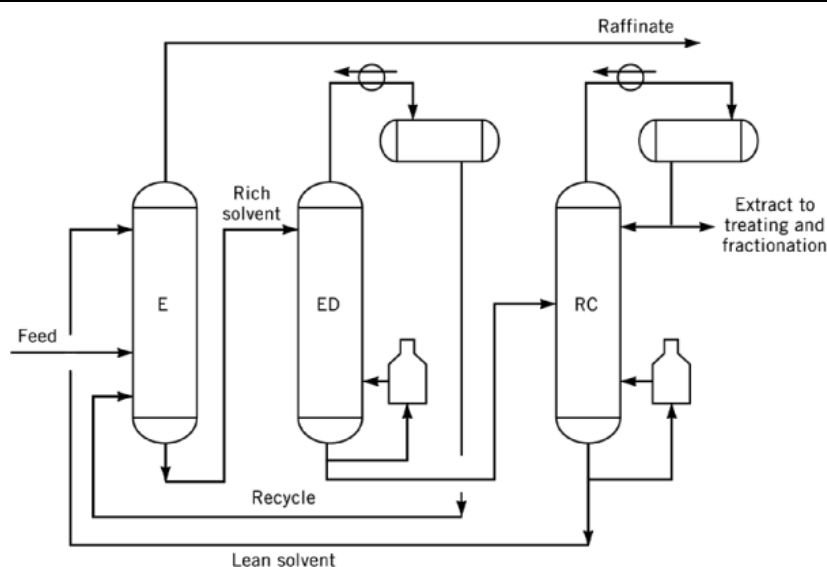 Raffinate
Rich
solvent
Extract to
treating and
fractionation
E
ED
RC
Feed
Recycle
Lean solvent